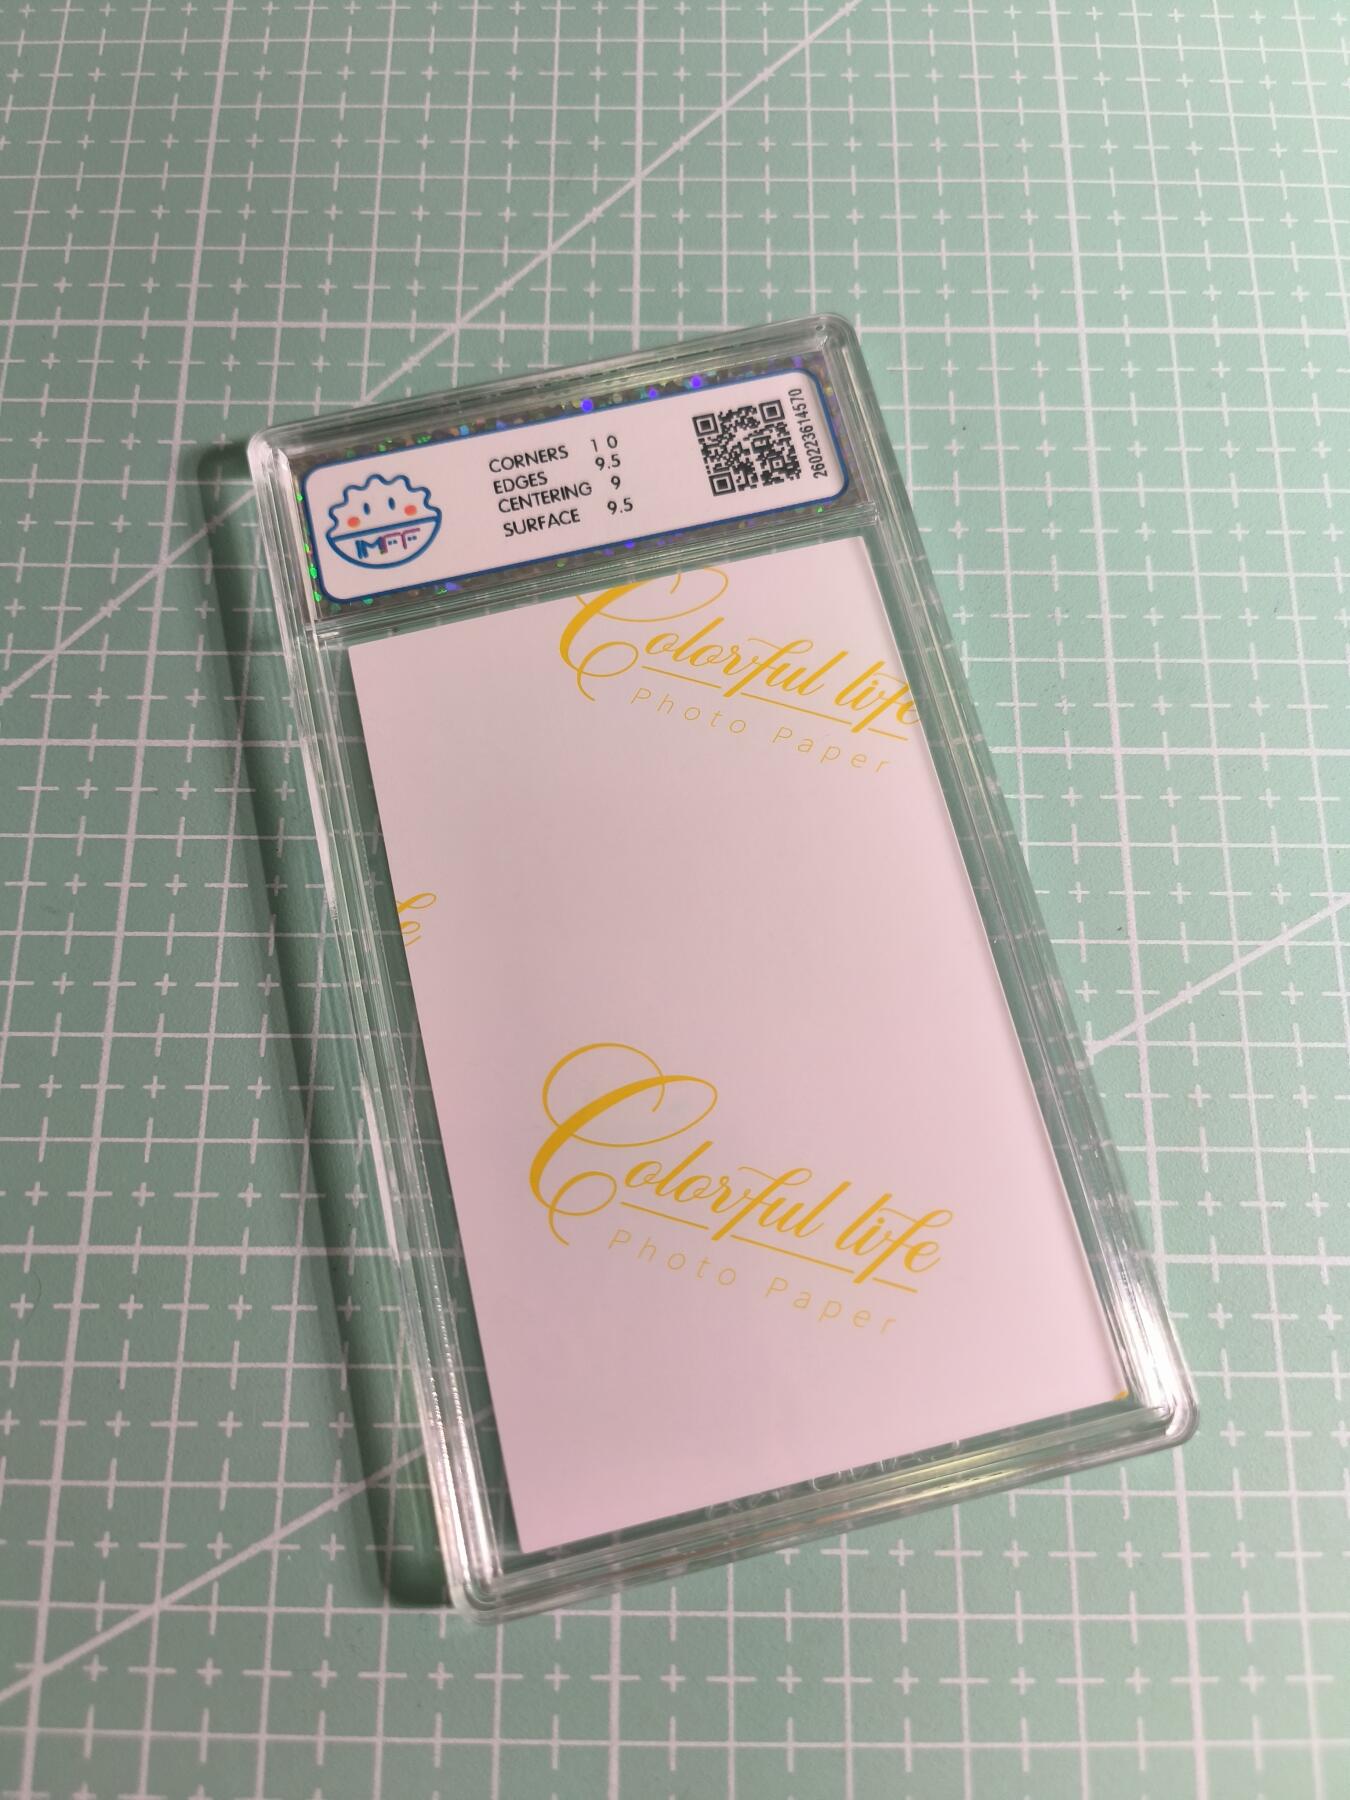 CORNERS 10
EDGES 9.5
CENTERING 9
SURFACE 9.5
260223614570
IMFF
Colorful life
Photo Paper
Colorful life
Photo Paper